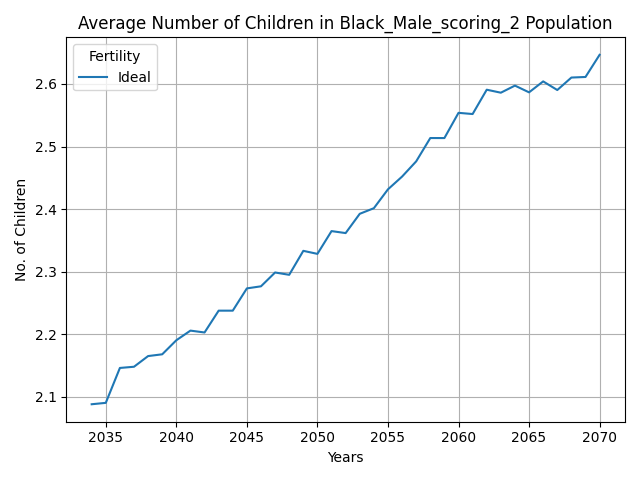 Average Number of Children in Black_Male_scoring_2 Population
Fertility
Ideal
No. of Children
2.6
2.5
2.4
2.3
2.2
2.1
2035 2040 2045 2050 2055 2060 2065 2070
Years